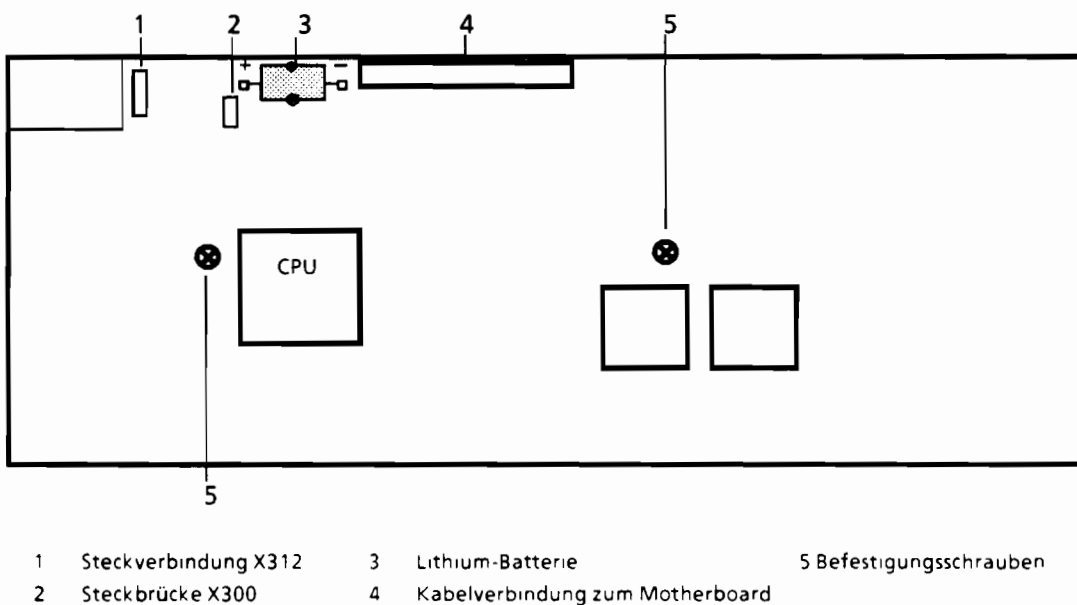 1 2 3 4 5
+ −
CPU
5
1 Steckverbindung X312 3 Lithium-Batterie 5 Befestigungsschrauben
2 Steckbrücke X300 4 Kabelverbindung zum Motherboard